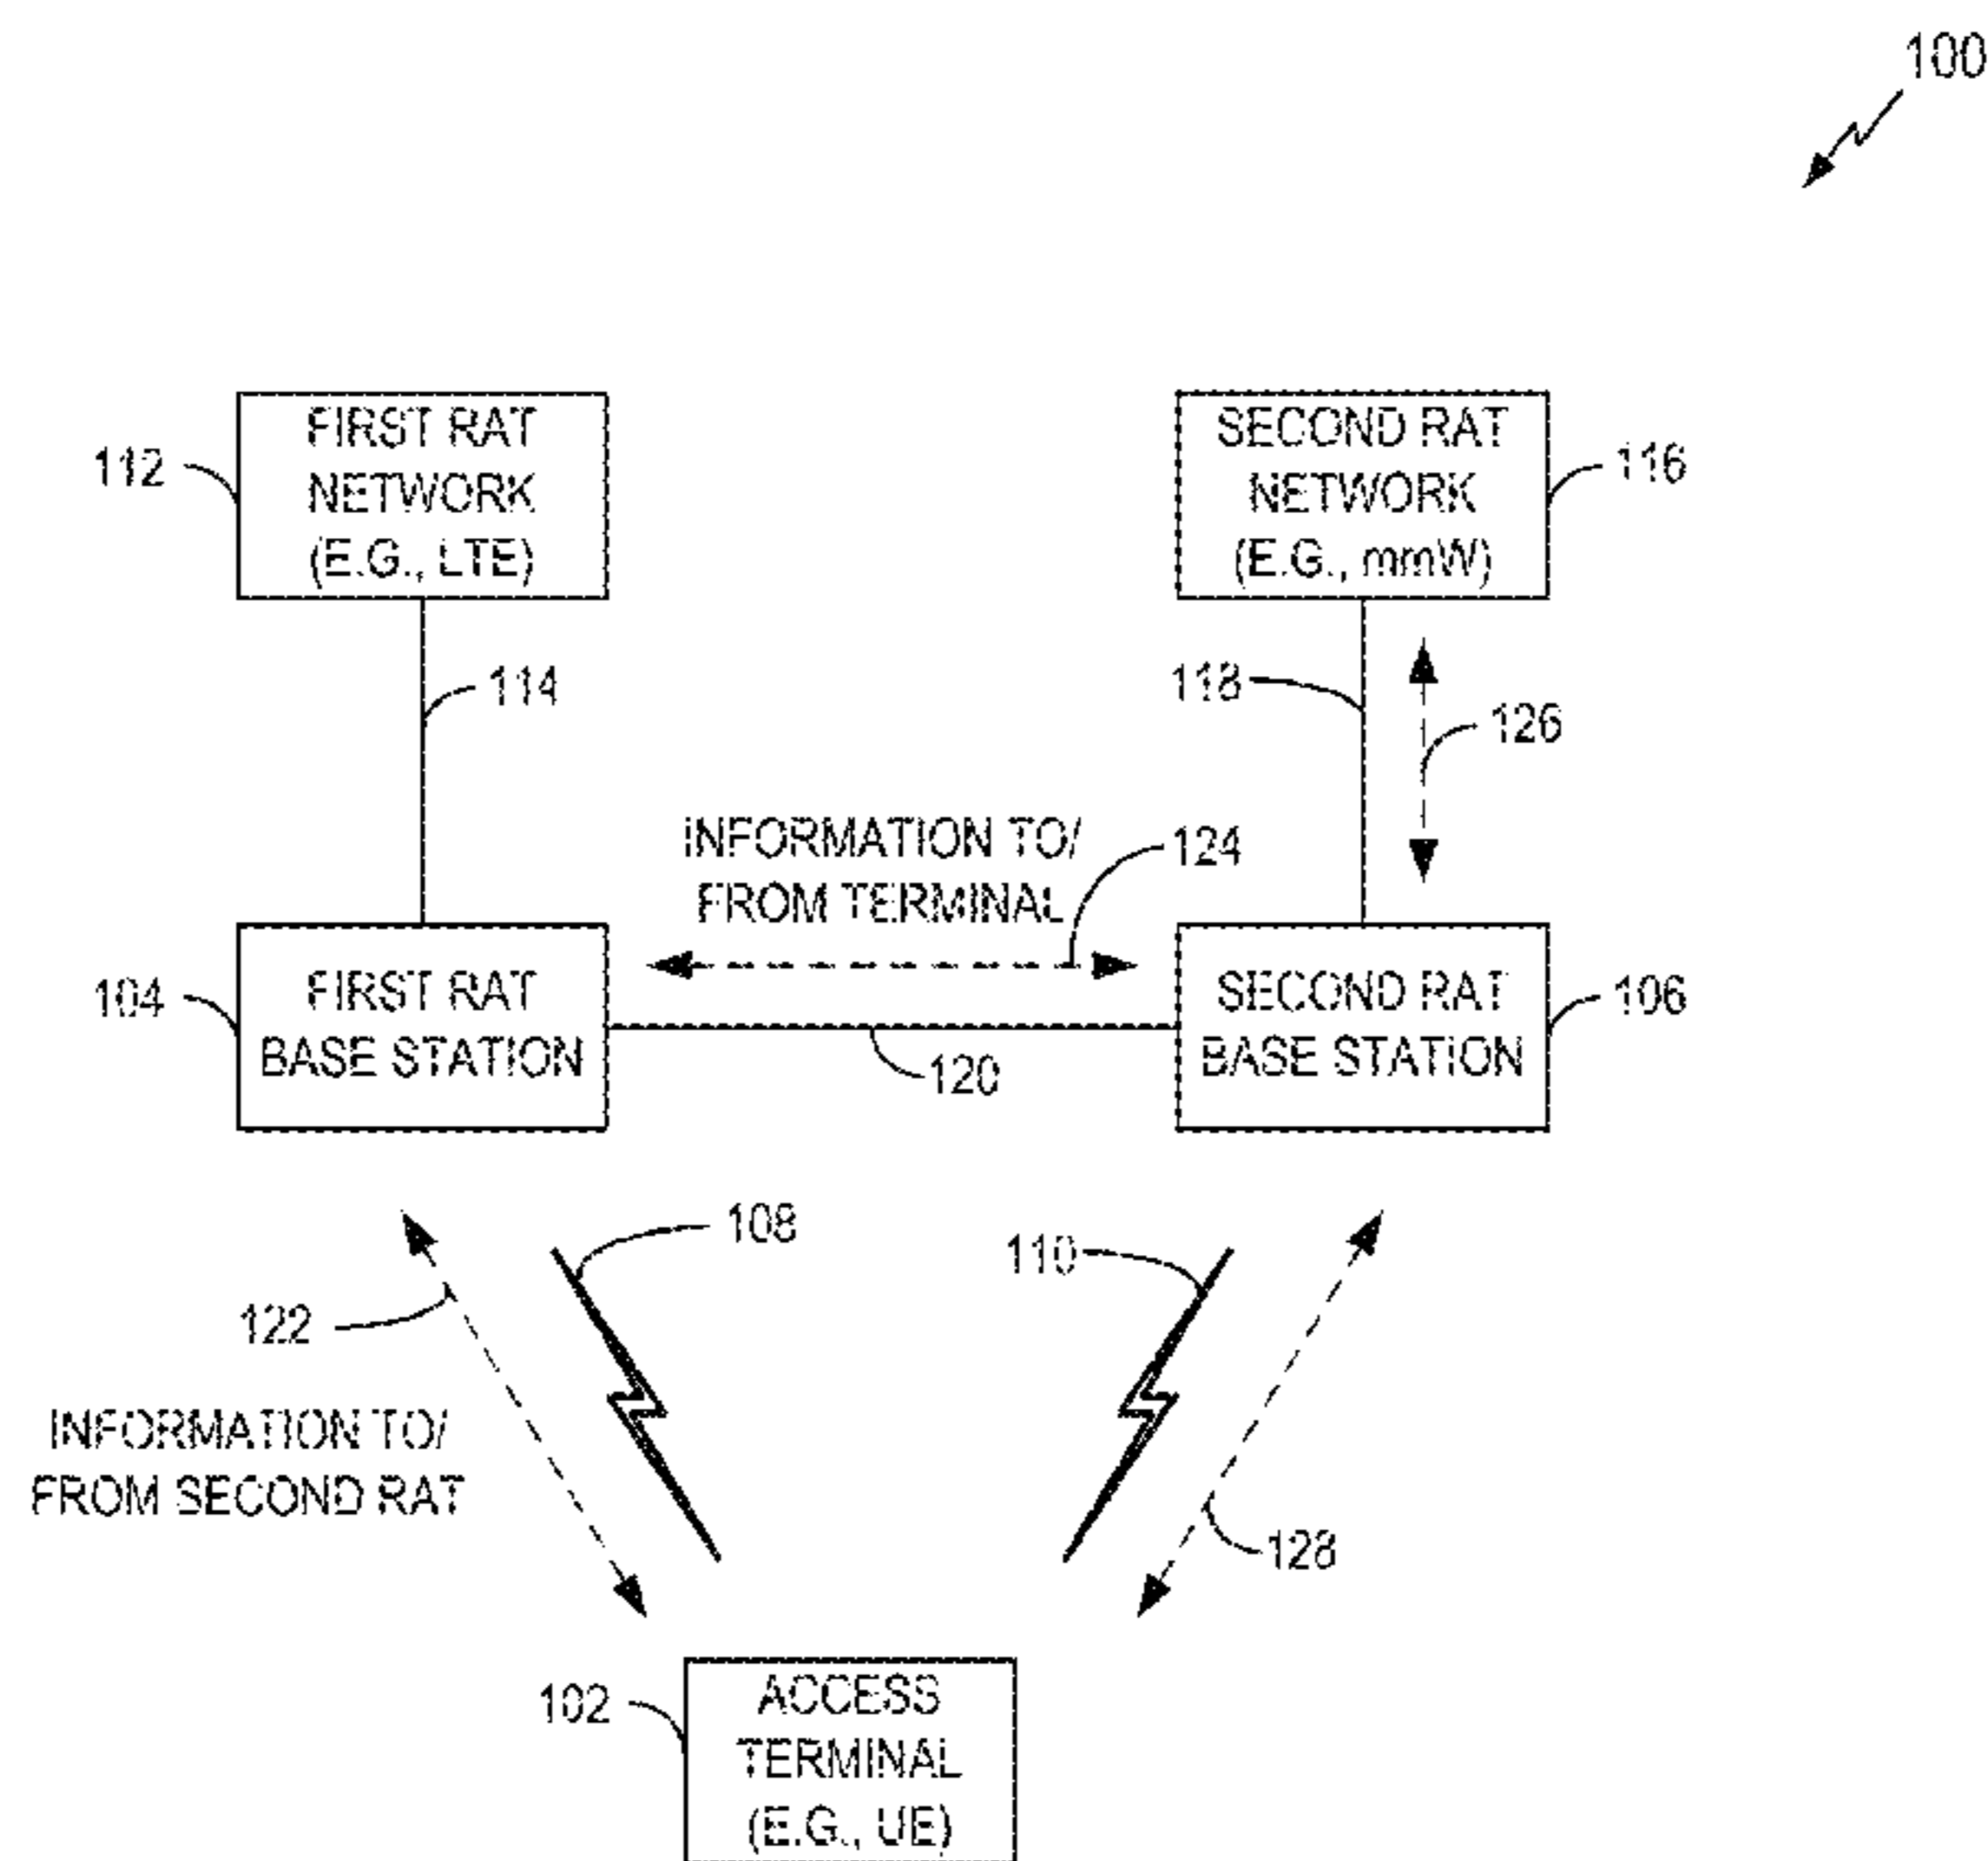 100
FIRST RAT
NETWORK
(E.G., LTE)
112
SECOND RAT
NETWORK
(E.G., mmW)
116
114
118
126
INFORMATION TO/
FROM TERMINAL
124
104
FIRST RAT
BASE STATION
SECOND RAT
BASE STATION
106
120
108
110
122
INFORMATION TO/
FROM SECOND RAT
128
102
ACCESS
TERMINAL
(E.G., UE)